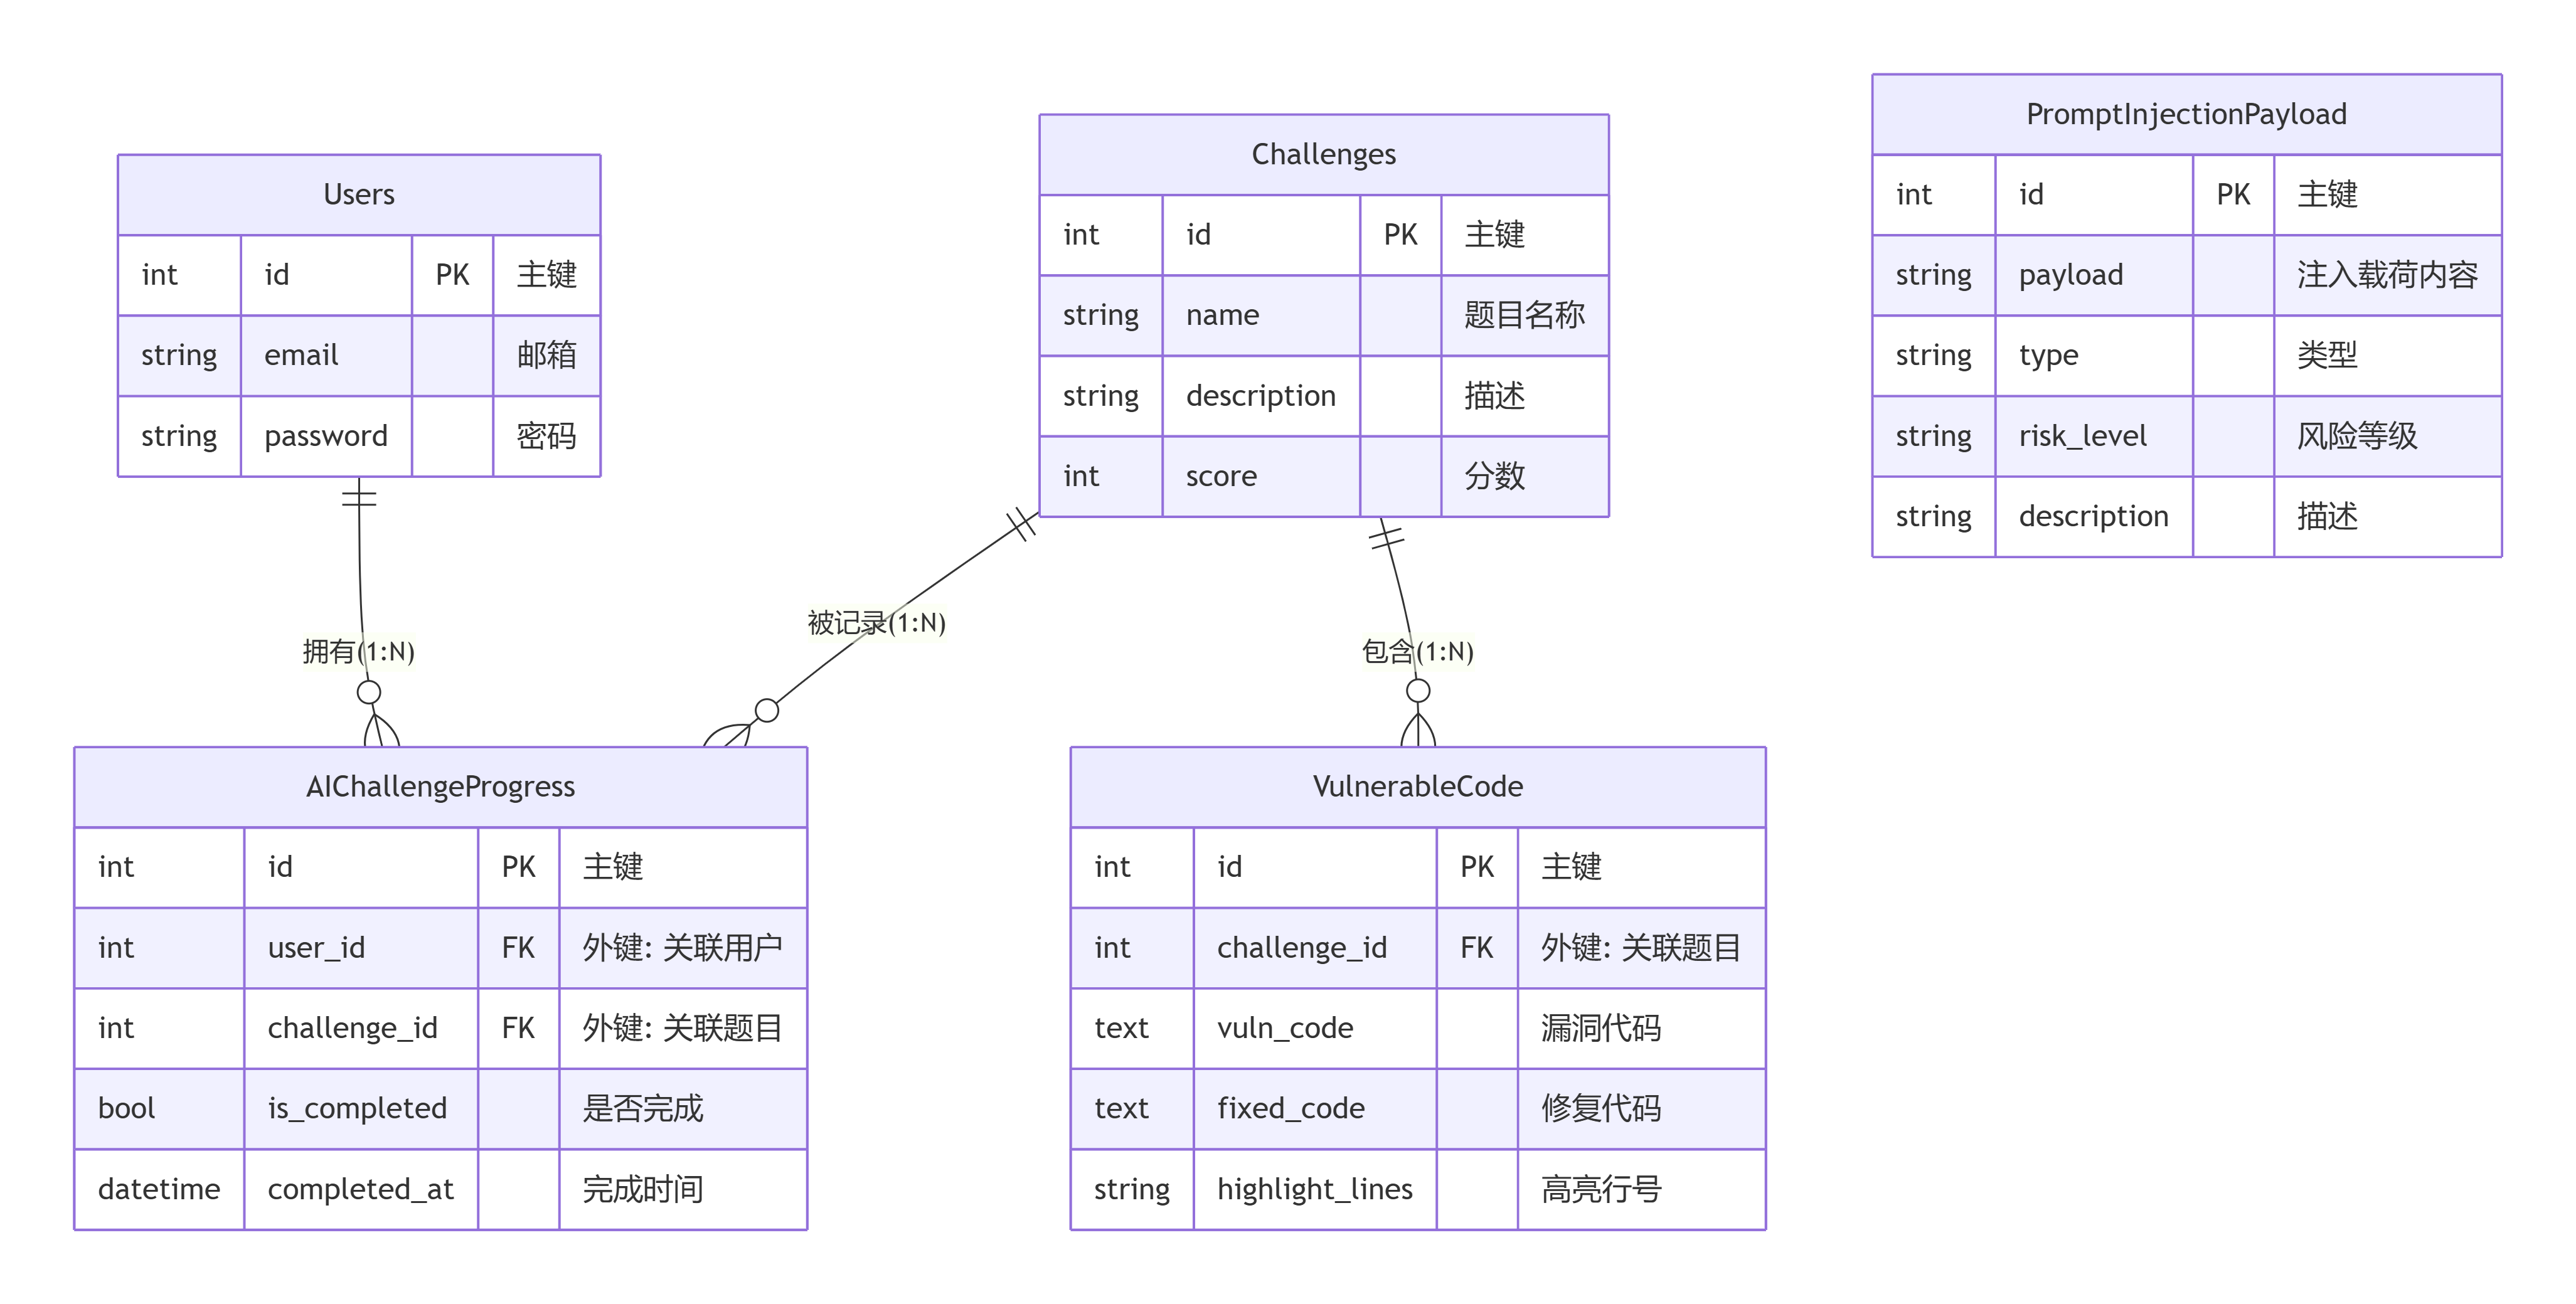 Users
int id PK 主键
string email 邮箱
string password 密码
Challenges
int id PK 主键
string name 题目名称
string description 描述
int score 分数
PromptInjectionPayload
int id PK 主键
string payload 注入载荷内容
string type 类型
string risk_level 风险等级
string description 描述
拥有(1:N)
被记录(1:N)
包含(1:N)
AIChallengeProgress
int id PK 主键
int user_id FK 外键: 关联用户
int challenge_id FK 外键: 关联题目
bool is_completed 是否完成
datetime completed_at 完成时间
VulnerableCode
int id PK 主键
int challenge_id FK 外键: 关联题目
text vuln_code 漏洞代码
text fixed_code 修复代码
string highlight_lines 高亮行号